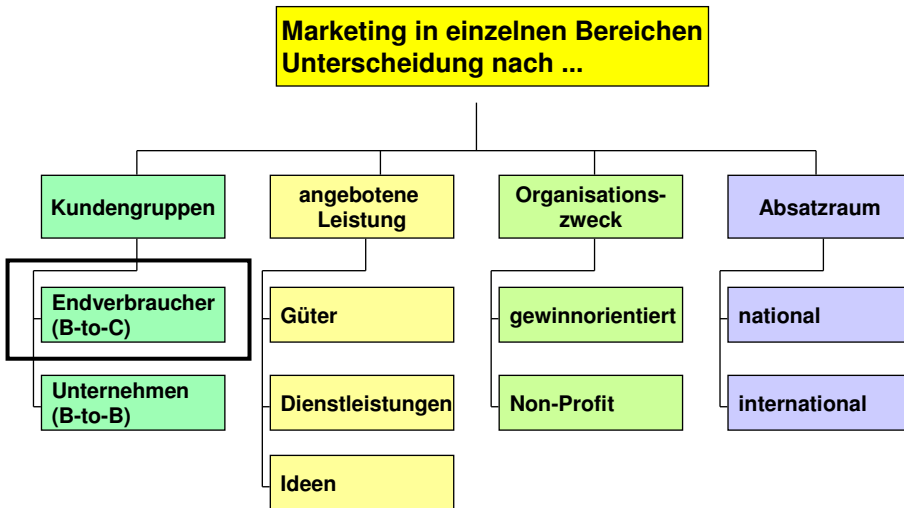 Marketing in einzelnen Bereichen
Unterscheidung nach ...
Kundengruppen
angebotene
Leistung
Organisations-
zweck
Absatzraum
Endverbraucher
(B-to-C)
Güter
gewinnorientiert
national
Unternehmen
(B-to-B)
Dienstleistungen
Non-Profit
international
Ideen